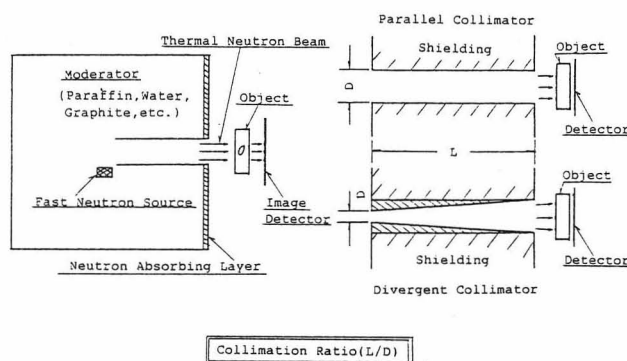 Parallel Collimator
Thermal Neutron Beam
Shielding
Object
Moderator
(Paraffin,Water,
Graphite,etc.)
Object
D
Detector
L
Object
Fast Neutron Source
Image
Detector
D
Neutron Absorbing Layer
Shielding
Detector
Divergent Collimator
Collimation Ratio(L/D)